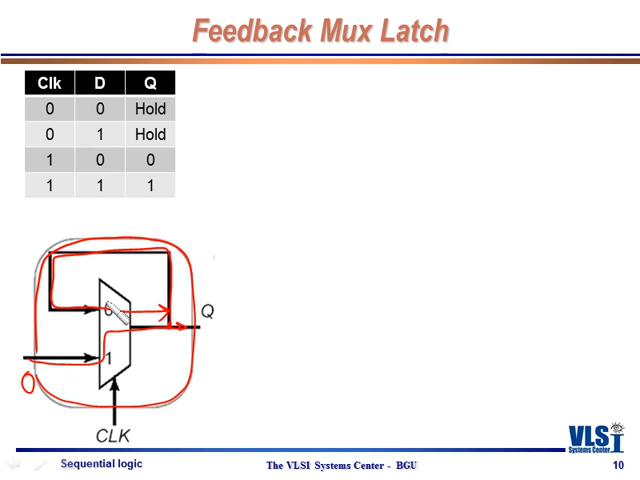 Feedback Mux Latch
Clk D Q
0 0 Hold
0 1 Hold
1 0 0
1 1 1
0
Q
1
0
CLK
VLSI
Systems Center
Sequential logic
The VLSI Systems Center - BGU
10